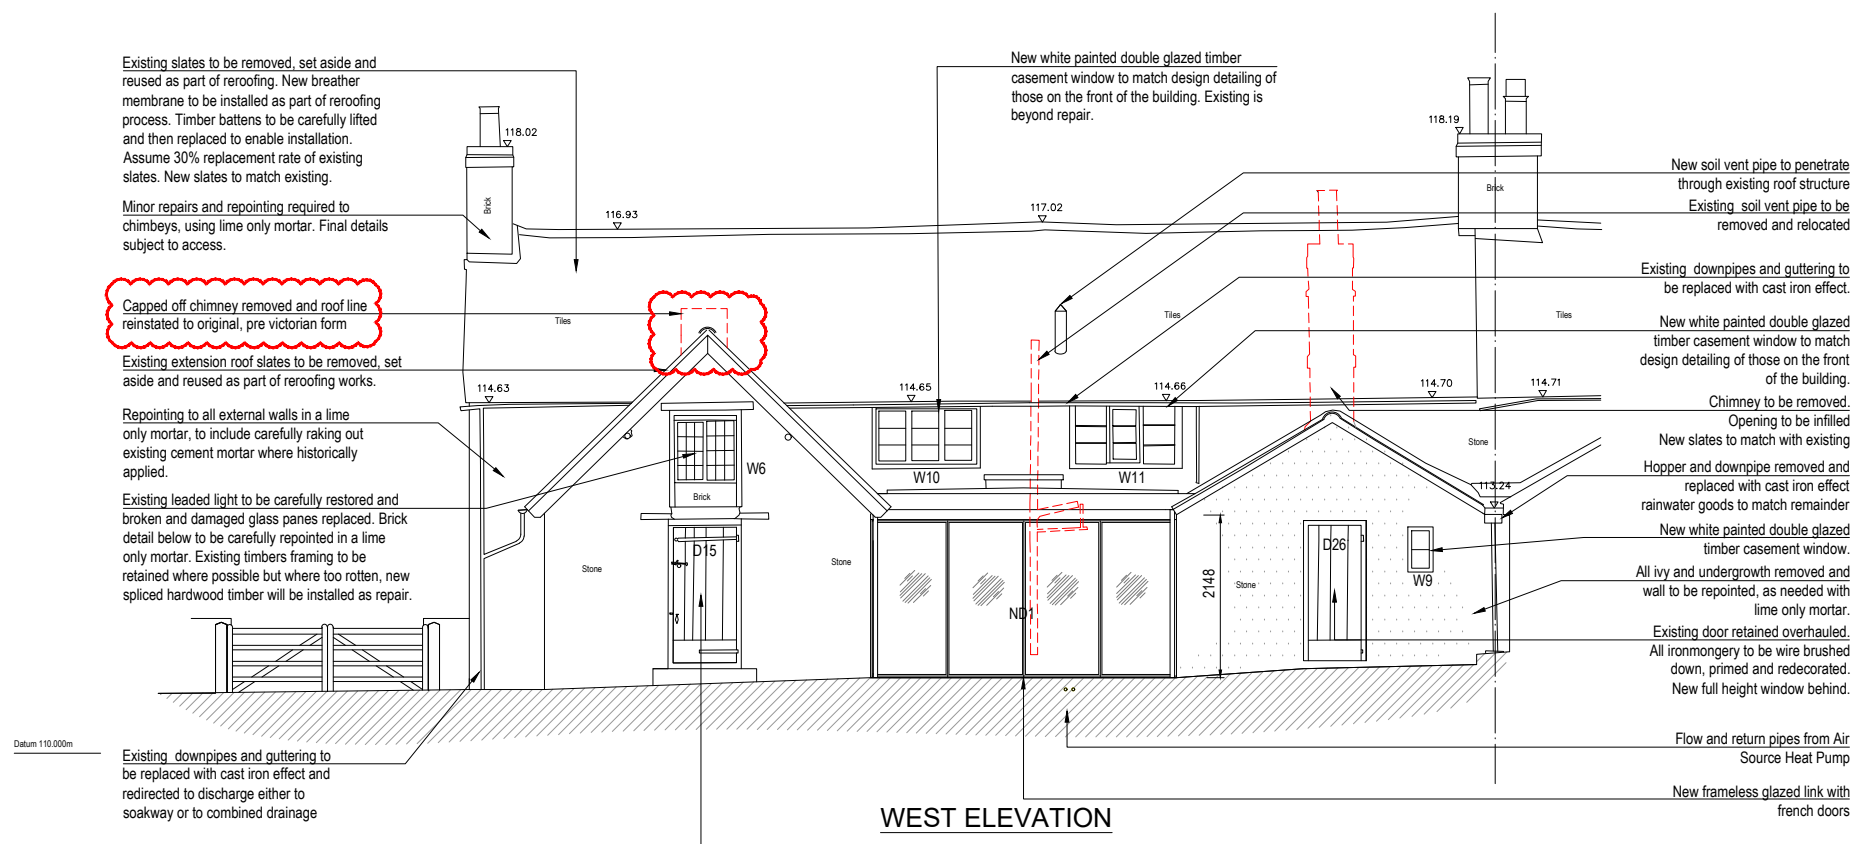 Existing slates to be removed, set aside and
reused as part of reroofing. New breather
membrane to be installed as part of reroofing
process. Timber battens to be carefully lifted
and then replaced to enable installation.
Assume 30% replacement rate of existing
slates. New slates to match existing.
Minor repairs and repointing required to
chimbeys, using lime only mortar. Final details
subject to access.
Capped off chimney removed and roof line
reinstated to original, pre victorian form
Existing extension roof slates to be removed, set
aside and reused as part of reroofing works.
Repointing to all external walls in a lime
only mortar, to include carefully raking out
existing cement mortar where historically
applied.
Existing leaded light to be carefully restored and
broken and damaged glass panes replaced. Brick
detail below to be carefully repointed in a lime
only mortar. Existing timbers framing to be
retained where possible but where too rotten, new
spliced hardwood timber will be installed as repair.
Datum 110.000m
Existing downpipes and guttering to
be replaced with cast iron effect and
redirected to discharge either to
soakway or to combined drainage
New white painted double glazed timber
casement window to match design detailing of
those on the front of the building. Existing is
beyond repair.
118.02
118.19
Brick
Brick
116.93
117.02
Tiles
Tiles
Tiles
114.63
114.65
114.66
114.70
114.71
Stone
W6
W10
W11
Brick
113.24
D15
D26
Stone
Stone
Stone
W9
ND1
2148
New soil vent pipe to penetrate
through existing roof structure
Existing soil vent pipe to be
removed and relocated
Existing downpipes and guttering to
be replaced with cast iron effect.
New white painted double glazed
timber casement window to match
design detailing of those on the front
of the building.
Chimney to be removed.
Opening to be infilled
New slates to match with existing
Hopper and downpipe removed and
replaced with cast iron effect
rainwater goods to match remainder
New white painted double glazed
timber casement window.
All ivy and undergrowth removed and
wall to be repointed, as needed with
lime only mortar.
Existing door retained overhauled.
All ironmongery to be wire brushed
down, primed and redecorated.
New full height window behind.
Flow and return pipes from Air
Source Heat Pump
New frameless glazed link with
french doors
WEST ELEVATION